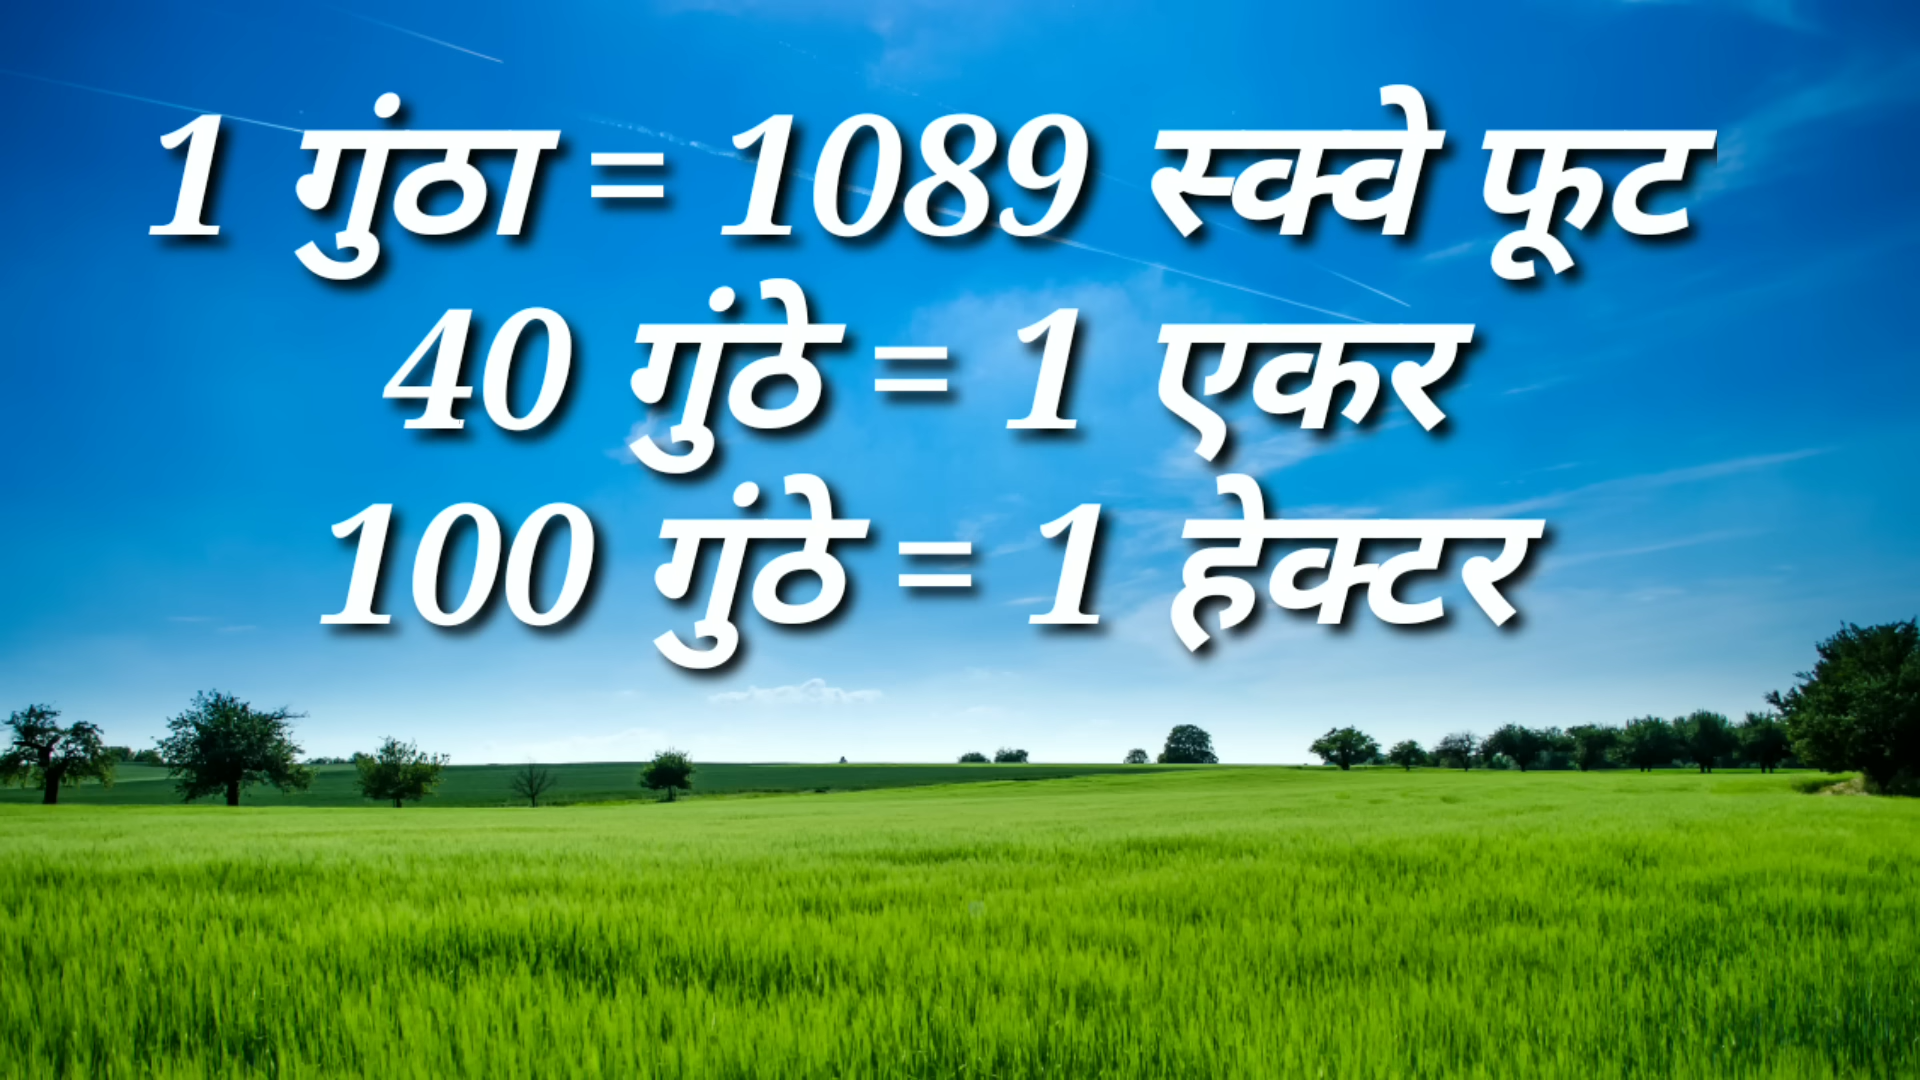 1 गुंठा = 1089 स्क्वे फूट
40 गुंठे = 1 एकर
100 गुंठे = 1 हेक्टर